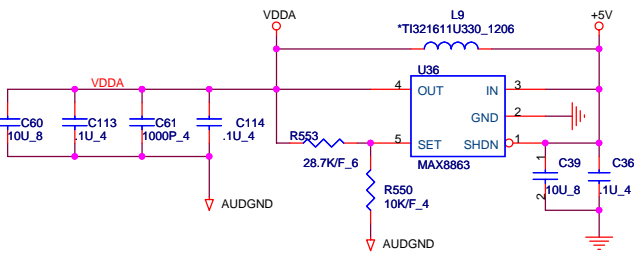 VDDA
L9
+5V
*TI321611U330_1206
VDDA
U36
4 OUT IN 3
GND 2
C60
10U_8
C113
.1U_4
C61
1000P_4
C114
.1U_4
R553
28.7K/F_6
5 SET SHDN 1
MAX8863
1
C39
10U_8
2
C36
.1U_4
R550
10K/F_4
AUDGND
AUDGND